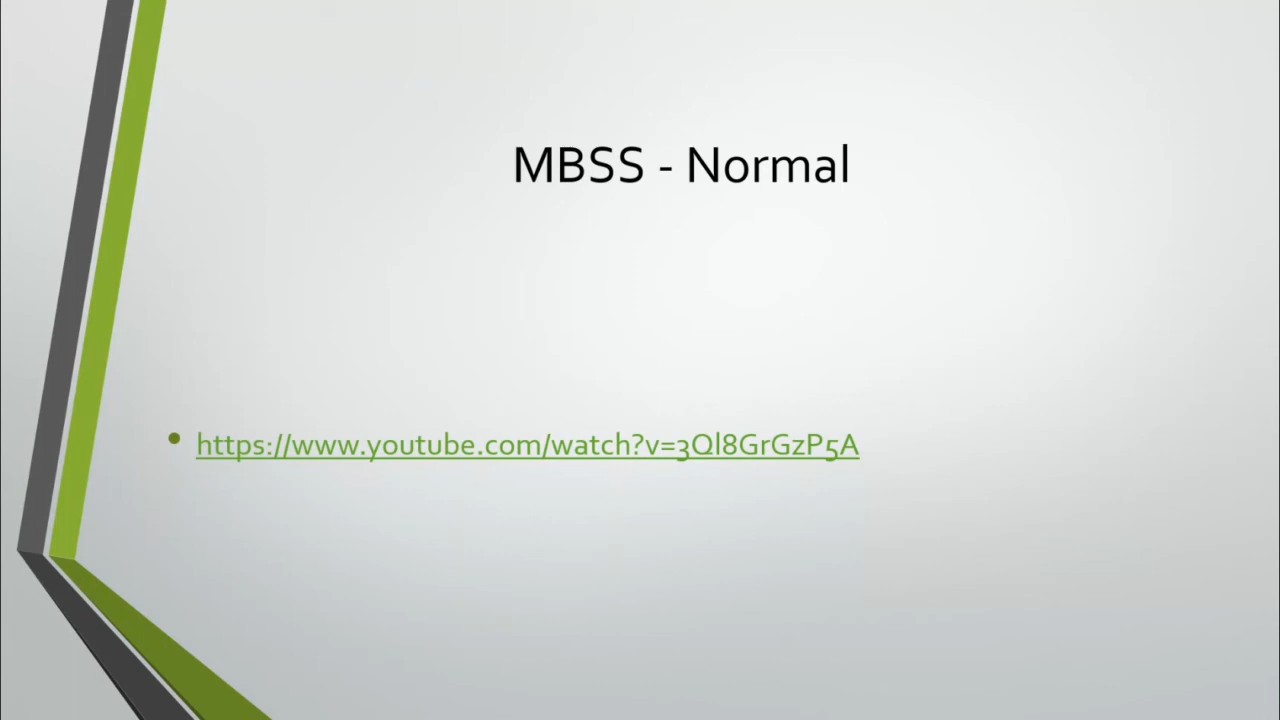 MBSS - Normal
• https://www.youtube.com/watch?v=3Ql8GrGzP5A